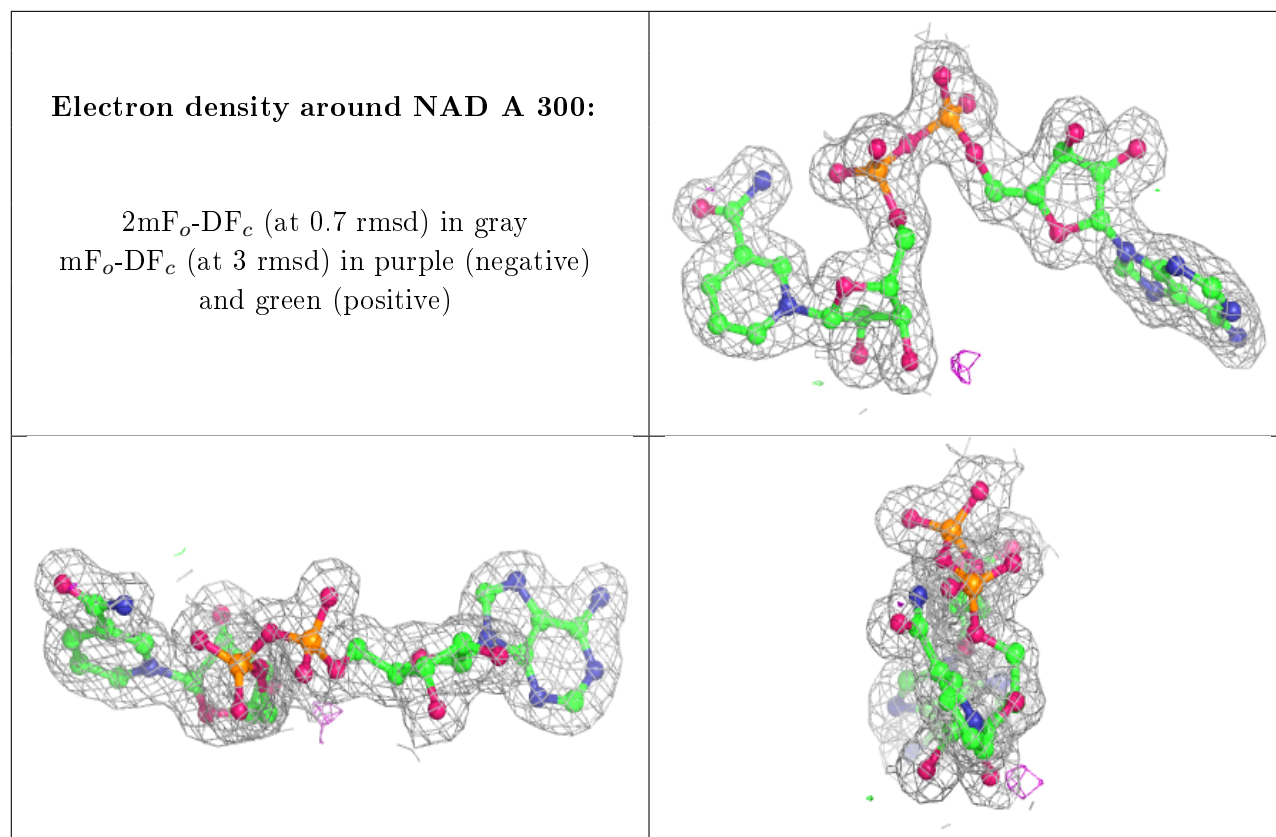 Electron density around NAD A 300:
2mFo-DFc (at 0.7 rmsd) in gray
mFo-DFc (at 3 rmsd) in purple (negative)
and green (positive)